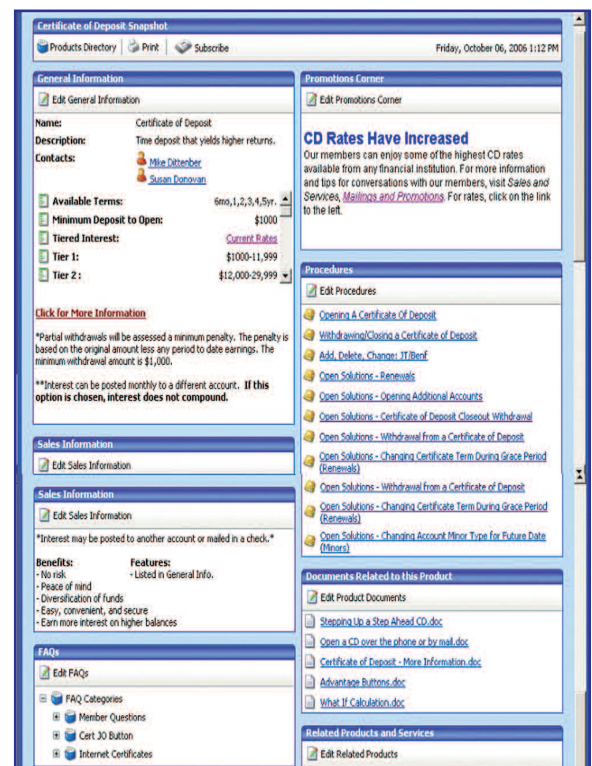 Certificate of Deposit Snapshot
Products Directory | Print | Subscribe
Friday, October 06, 2006 1:12 PM
General Information
Edit General Information
Name: Certificate of Deposit
Description: Time deposit that yields higher returns.
Contacts: Mike Dittenber
Susan Donovan
Available Terms: 6mo,1,2,3,4,5yr.
Minimum Deposit to Open: $1000
Tiered Interest: Current Rates
Tier 1: $1000-11,999
Tier 2 : $12,000-29,999
Click for More Information
*Partial withdrawals will be assessed a minimum penalty. The penalty is
based on the original amount less any period to date earnings. The
minimum withdrawal amount is $1,000.
**Interest can be posted monthly to a different account. If this
option is chosen, interest does not compound.
Sales Information
Edit Sales Information
Sales Information
Edit Sales Information
*Interest may be posted to another account or mailed in a check.*
Benefits: Features:
- No risk - Listed in General Info.
- Peace of mind
- Diversification of funds
- Easy, convenient, and secure
- Earn more interest on higher balances
FAQs
Edit FAQs
FAQ Categories
Member Questions
Cert JO Button
Internet Certificates
Promotions Corner
Edit Promotions Corner
CD Rates Have Increased
Our members can enjoy some of the highest CD rates
available from any financial institution. For more information
and tips for conversations with our members, visit Sales and
Services, Mailings and Promotions. For rates, click on the link
to the left.
Procedures
Edit Procedures
Opening A Certificate Of Deposit
Withdrawing/Closing a Certificate of Deposit
Add, Delete, Change: JT/Benf
Open Solutions - Renewals
Open Solutions - Opening Additional Accounts
Open Solutions - Certificate of Deposit Closeout Withdrawal
Open Solutions - Withdrawal from a Certificate of Deposit
Open Solutions - Changing Certificate Term During Grace Period
(Renewals)
Open Solutions - Withdrawal from a Certificate of Deposit
Open Solutions - Changing Certificate Term During Grace Period
(Renewals)
Open Solutions - Changing Account Minor Type for Future Date
(Minors)
Documents Related to this Product
Edit Product Documents
Stepping Up a Step Ahead CD.doc
Open a CD over the phone or by mail.doc
Certificate of Deposit - More Information.doc
Advantage Buttons.doc
What If Calculation.doc
Related Products and Services
Edit Related Products